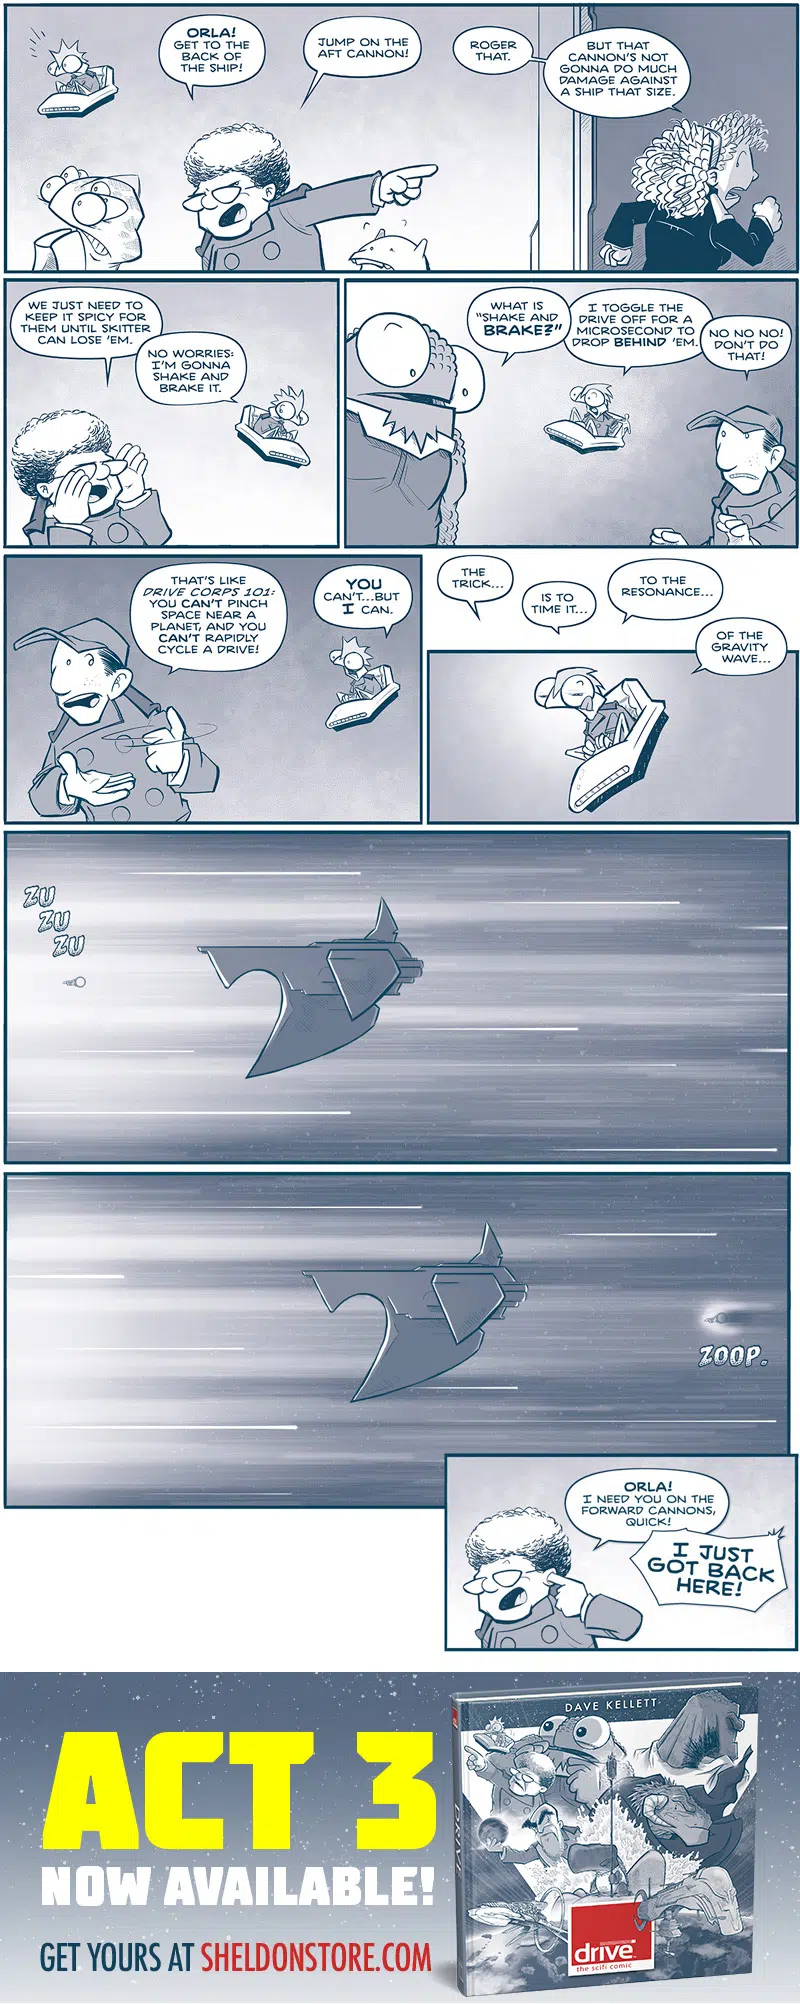 ORLA!
GET TO THE
BACK OF
THE SHIP!
JUMP ON THE
AFT CANNON!
ROGER
THAT.
BUT THAT
CANNON'S NOT
GONNA DO MUCH
DAMAGE AGAINST
A SHIP THAT SIZE.
WE JUST NEED TO
KEEP IT SPICY FOR
THEM UNTIL SKITTER
CAN LOSE 'EM.
NO WORRIES:
I'M GONNA
SHAKE AND
BRAKE IT.
WHAT IS
"SHAKE AND
BRAKE?"
I TOGGLE THE
DRIVE OFF FOR A
MICROSECOND TO
DROP BEHIND 'EM.
NO NO NO!
DON'T DO
THAT!
THAT'S LIKE
DRIVE CORPS 101:
YOU CAN'T PINCH
SPACE NEAR A
PLANET, AND YOU
CAN'T RAPIDLY
CYCLE A DRIVE!
YOU
CAN'T...BUT
I CAN.
THE
TRICK...
IS TO
TIME IT...
TO THE
RESONANCE...
OF THE
GRAVITY
WAVE...
ZU
ZU
ZU
ZOOP.
ORLA!
I NEED YOU ON THE
FORWARD CANNONS,
QUICK!
I JUST
GOT BACK
HERE!
ACT 3
NOW AVAILABLE!
GET YOURS AT SHELDONSTORE.COM
DAVE KELLETT
DRIVE
drive™
the scifi comic